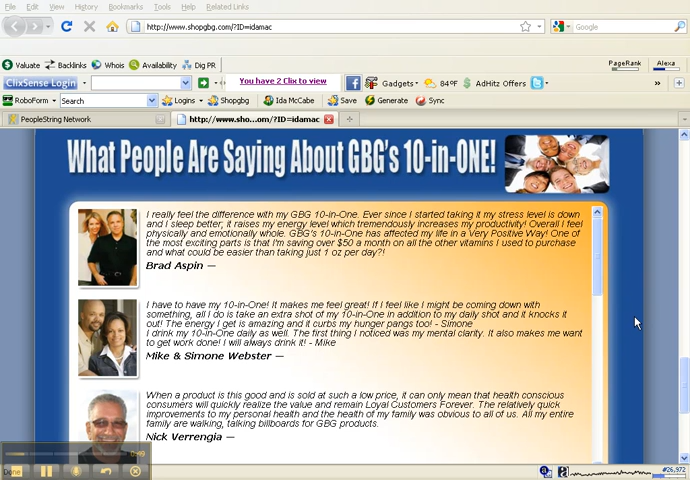 File Edit View History Bookmarks Tools Help Related Links
http://www.shopgbg.com/?ID=idamac
Google
Valuate Backlinks Whois Availability Dig PR
PageRank Alexa
ClixSense Login You have 2 Clix to view Gadgets 84°F AdHitz Offers
RoboForm Search Logins Shopgbg Ida McCabe Save Generate Sync
PeopleString Network http://www.sho...om/?ID=idamac
What People Are Saying About GBG's 10-in-ONE!
I really feel the difference with my GBG 10-in-One. Ever since I started taking it my stress level is down
and I sleep better; it raises my energy level which tremendously increases my productivity! Overall I feel
physically and emotionally whole. GBG's 10-in-One has affected my life in a Very Positive Way! One of
the most exciting parts is that I'm saving over $50 a month on all the other vitamins I used to purchase
and what could be easier than taking just 1 oz per day?!
Brad Aspin —
I have to have my 10-in-One! It makes me feel great! If I feel like I might be coming down with
something, all I do is take an extra shot of my 10-in-One in addition to my daily shot and it knocks it
out! The energy I get is amazing and it curbs my hunger pangs too! - Simone
I drink my 10-in-One daily as well. The first thing I noticed was my mental clarity. It also makes me want
to get work done! I will always drink it! - Mike
Mike & Simone Webster —
When a product is this good and is sold at such a low price, it can only mean that health conscious
consumers will quickly realize the value and remain Loyal Customers Forever. The relatively quick
improvements to my personal health and the health of my family was obvious to all of us. All my entire
family are walking, talking billboards for GBG products.
Nick Verrengia —
Done
#26,972